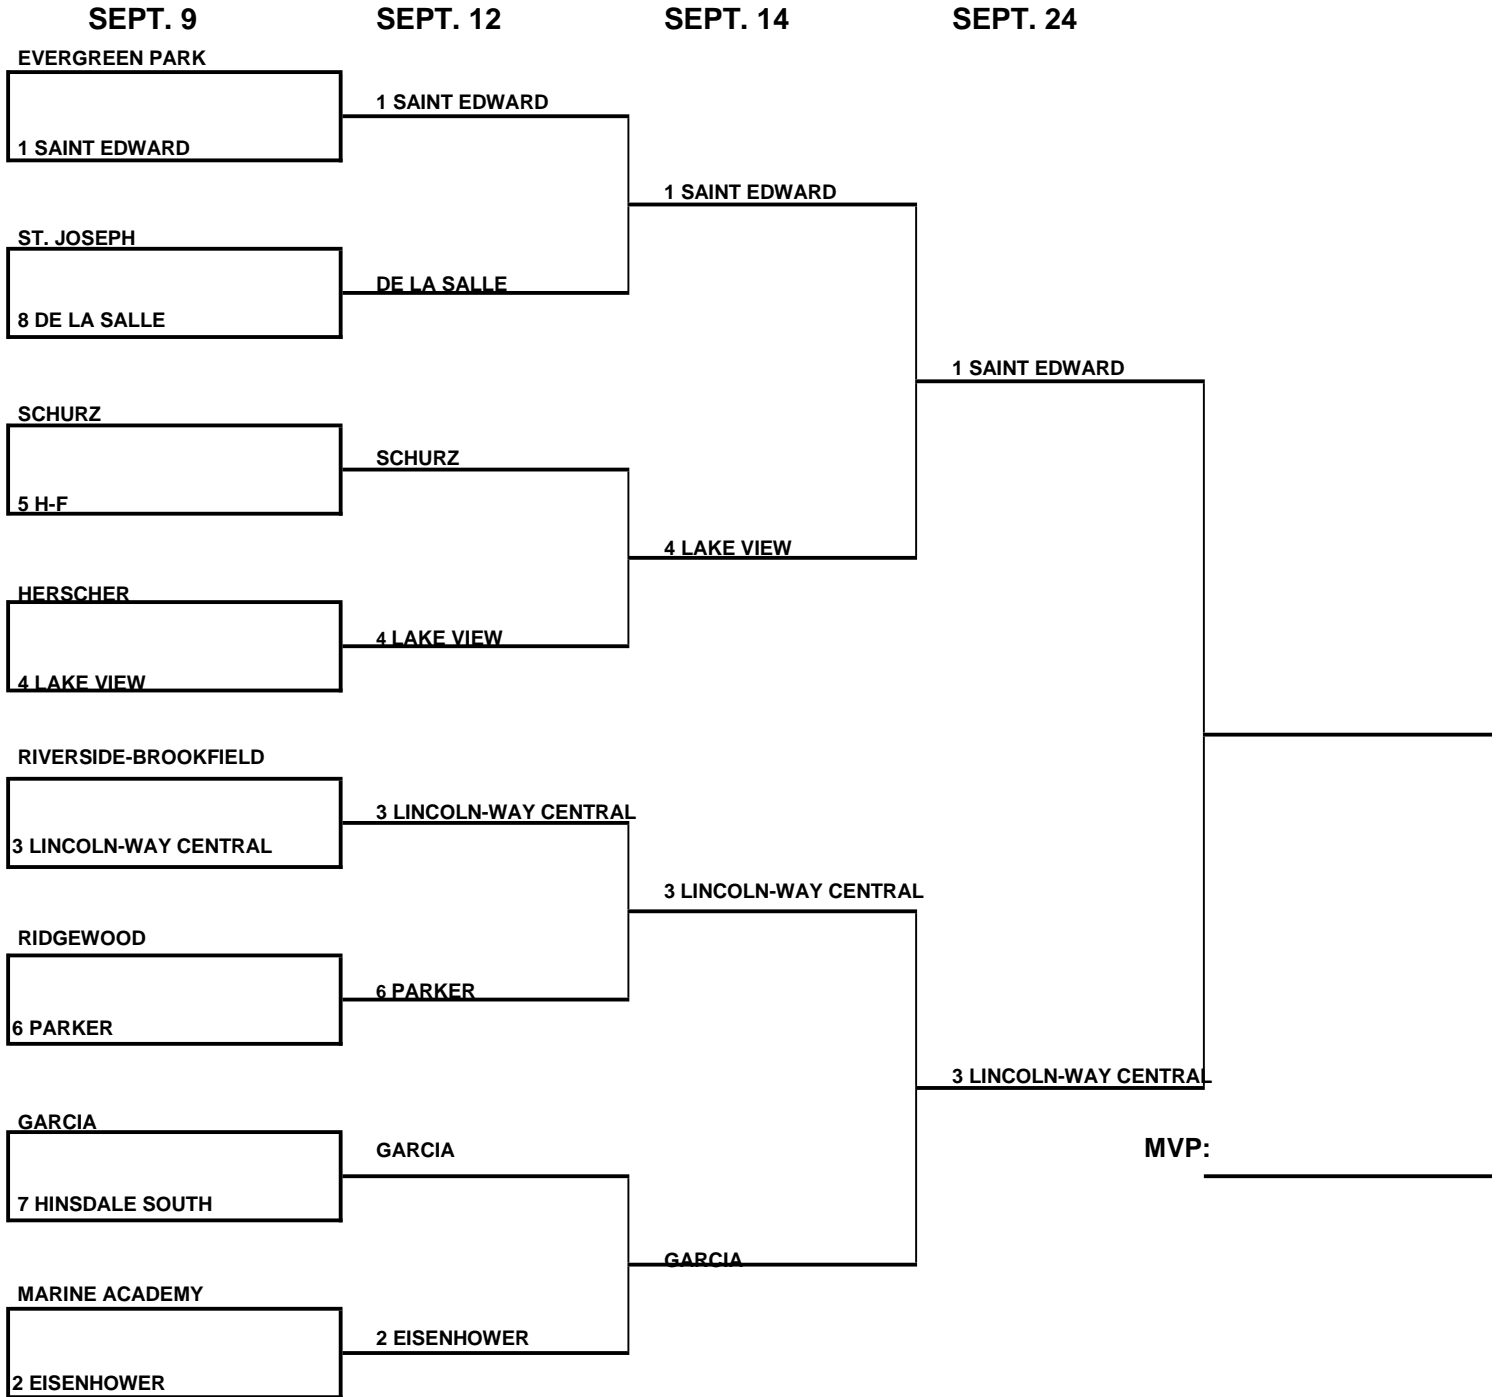 SEPT. 9
SEPT. 12
SEPT. 14
SEPT. 24
EVERGREEN PARK
1 SAINT EDWARD
1 SAINT EDWARD
1 SAINT EDWARD
ST. JOSEPH
DE LA SALLE
8 DE LA SALLE
1 SAINT EDWARD
SCHURZ
SCHURZ
5 H-F
4 LAKE VIEW
HERSCHER
4 LAKE VIEW
4 LAKE VIEW
RIVERSIDE-BROOKFIELD
3 LINCOLN-WAY CENTRAL
3 LINCOLN-WAY CENTRAL
3 LINCOLN-WAY CENTRAL
RIDGEWOOD
6 PARKER
6 PARKER
3 LINCOLN-WAY CENTRAL
GARCIA
GARCIA
MVP:
7 HINSDALE SOUTH
GARCIA
MARINE ACADEMY
2 EISENHOWER
2 EISENHOWER